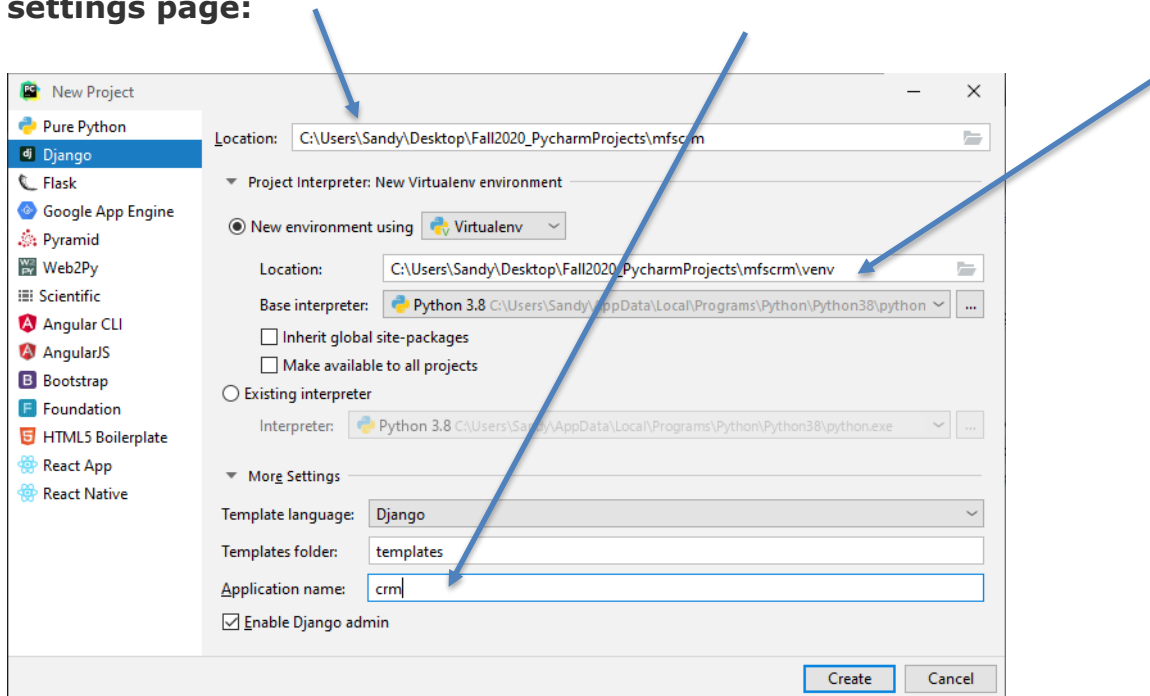 settings page:
New Project
Pure Python
Django
Flask
Google App Engine
Pyramid
Web2Py
Scientific
Angular CLI
AngularJS
Bootstrap
Foundation
HTML5 Boilerplate
React App
React Native
Location: C:\Users\Sandy\Desktop\Fall2020_PycharmProjects\mfscrm
Project Interpreter: New Virtualenv environment
New environment using Virtualenv
Location: C:\Users\Sandy\Desktop\Fall2020_PycharmProjects\mfscrm\venv
Base interpreter: Python 3.8 C:\Users\Sandy\AppData\Local\Programs\Python\Python38\python ...
Inherit global site-packages
Make available to all projects
Existing interpreter
Interpreter: Python 3.8 C:\Users\Sandy\AppData\Local\Programs\Python\Python38\python.exe ...
More Settings
Template language: Django
Templates folder: templates
Application name: crm
Enable Django admin
Create Cancel